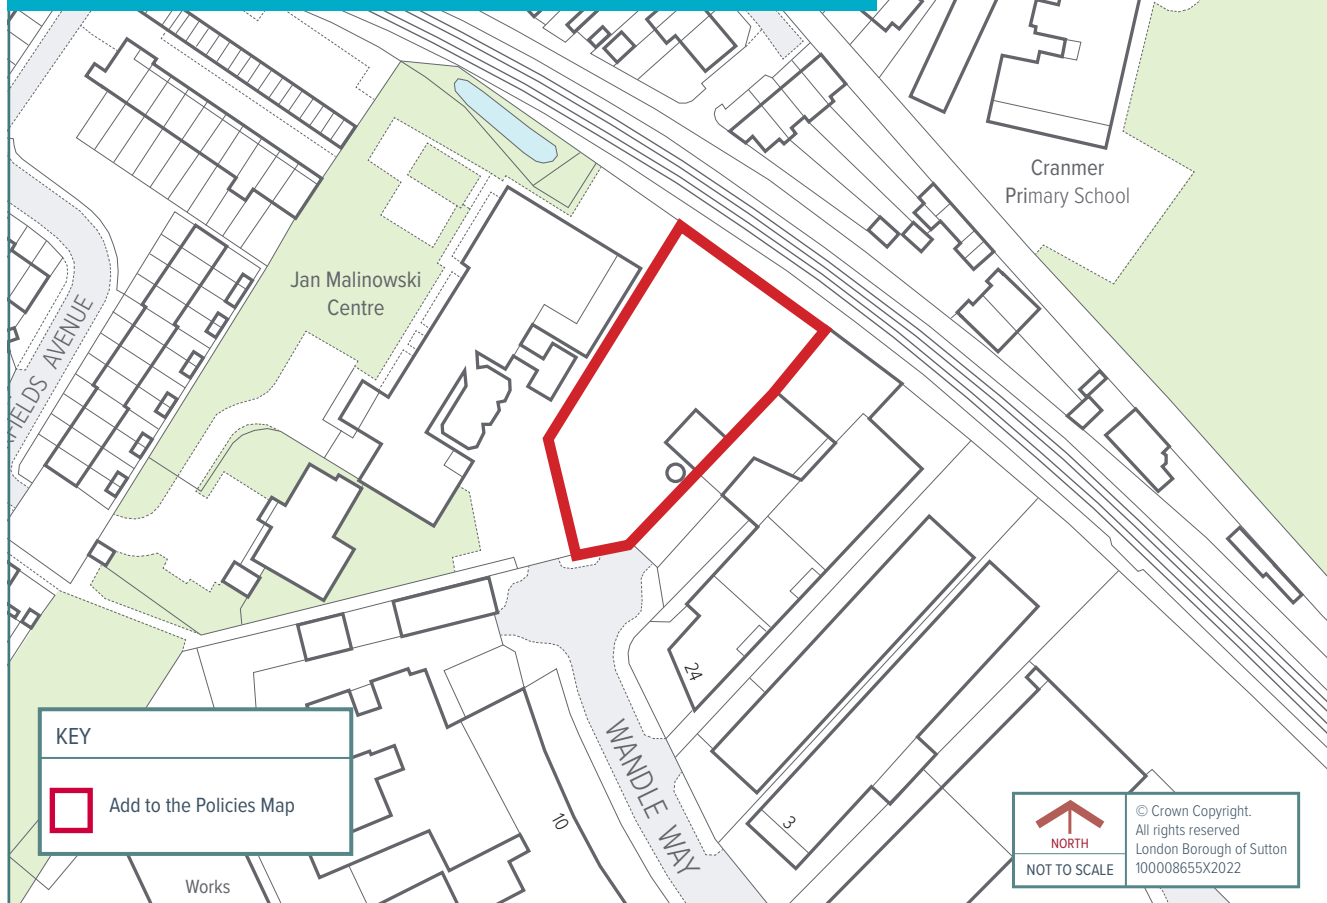 Cranmer
Primary School
Jan Malinowski
Centre
FIELDS AVENUE
24
WANDLE WAY
10
3
Works
KEY
Add to the Policies Map
NORTH
NOT TO SCALE
© Crown Copyright.
All rights reserved
London Borough of Sutton
100008655X2022